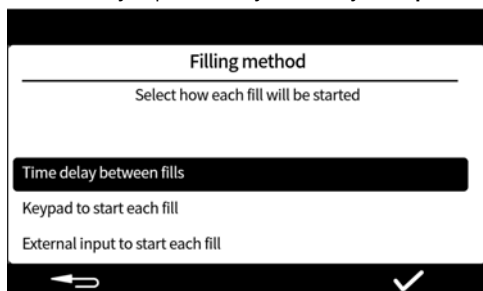 Filling method
Select how each fill will be started
Time delay between fills
Keypad to start each fill
External input to start each fill